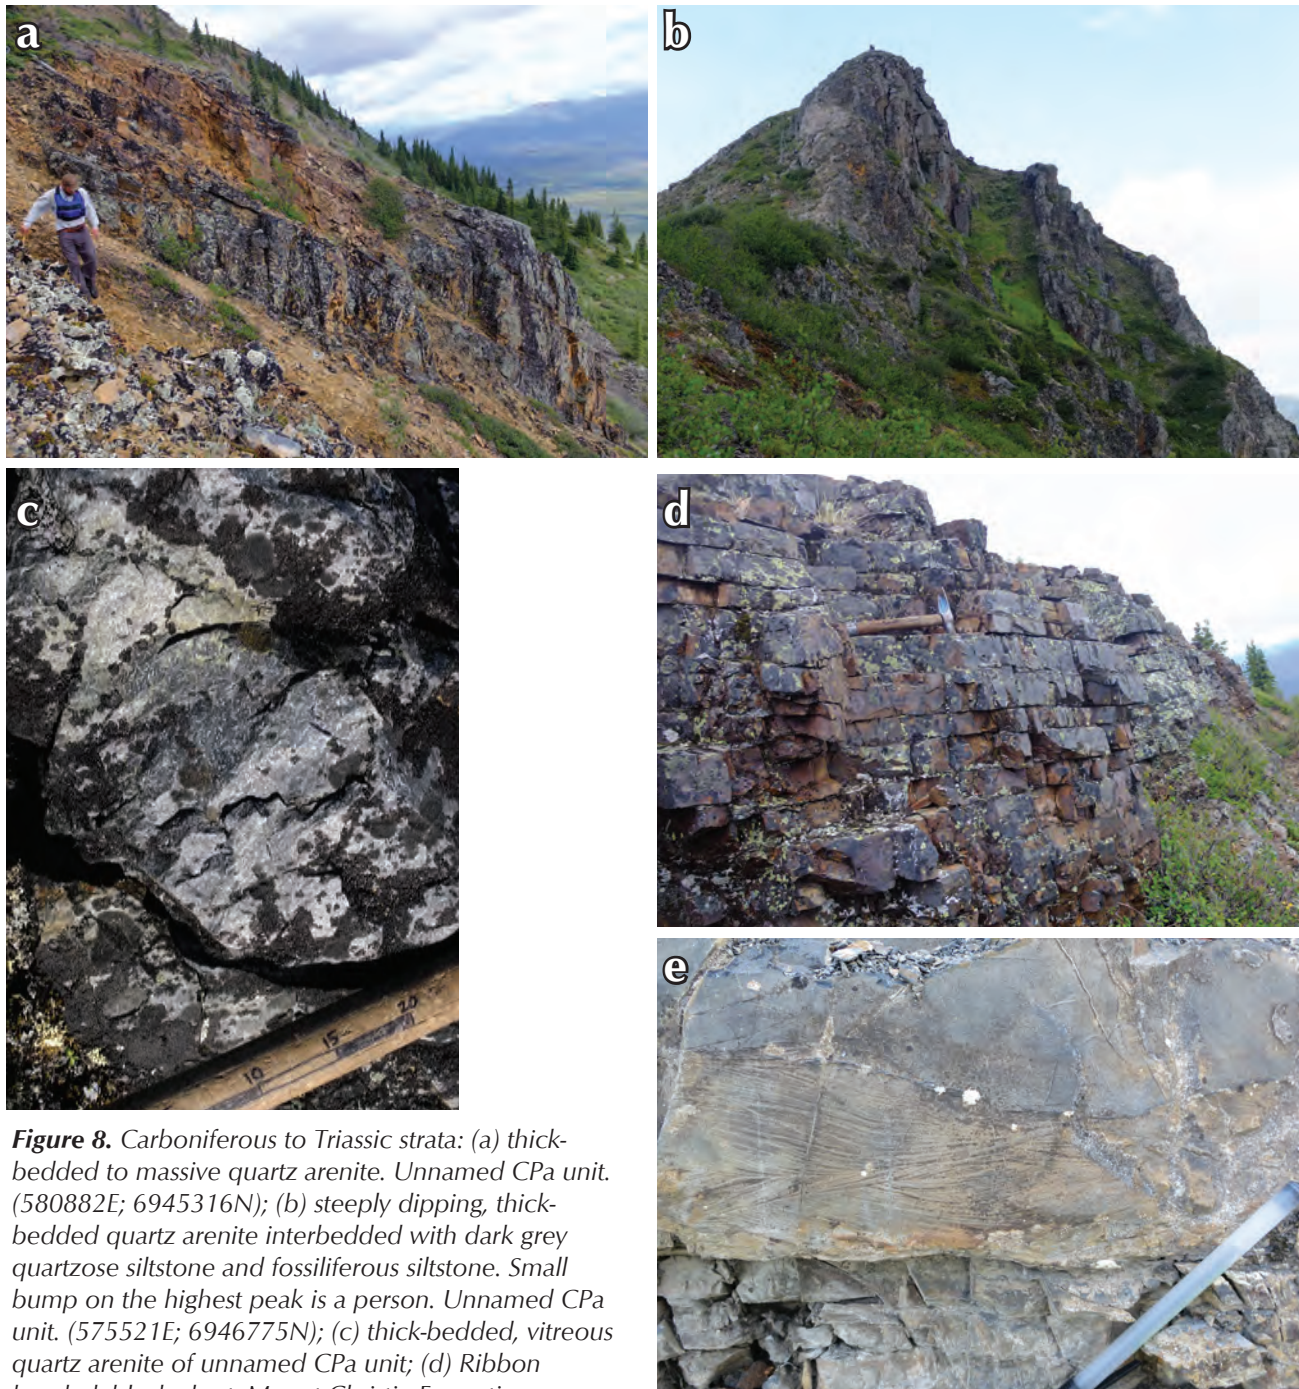 a
b
c
10
15
20
d
e
Figure 8. Carboniferous to Triassic strata: (a) thick-
bedded to massive quartz arenite. Unnamed CPa unit.
(580882E; 6945316N); (b) steeply dipping, thick-
bedded quartz arenite interbedded with dark grey
quartzose siltstone and fossiliferous siltstone. Small
bump on the highest peak is a person. Unnamed CPa
unit. (575521E; 6946775N); (c) thick-bedded, vitreous
quartz arenite of unnamed CPa unit; (d) Ribbon